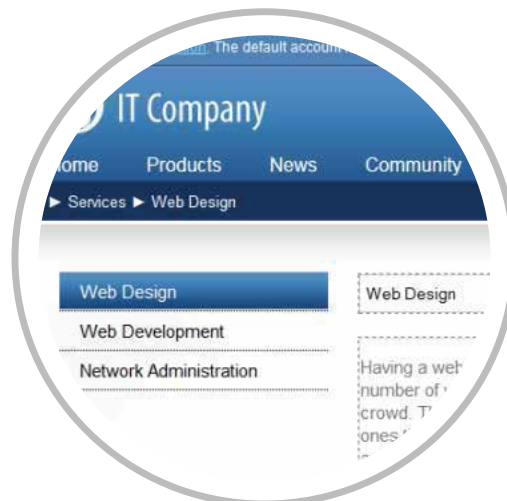 The default accoun
IT Company
ome Products News Community
► Services ► Web Design
Web Design
Web Development
Network Administration
Web Design
Having a web
number of
crowd.
ones